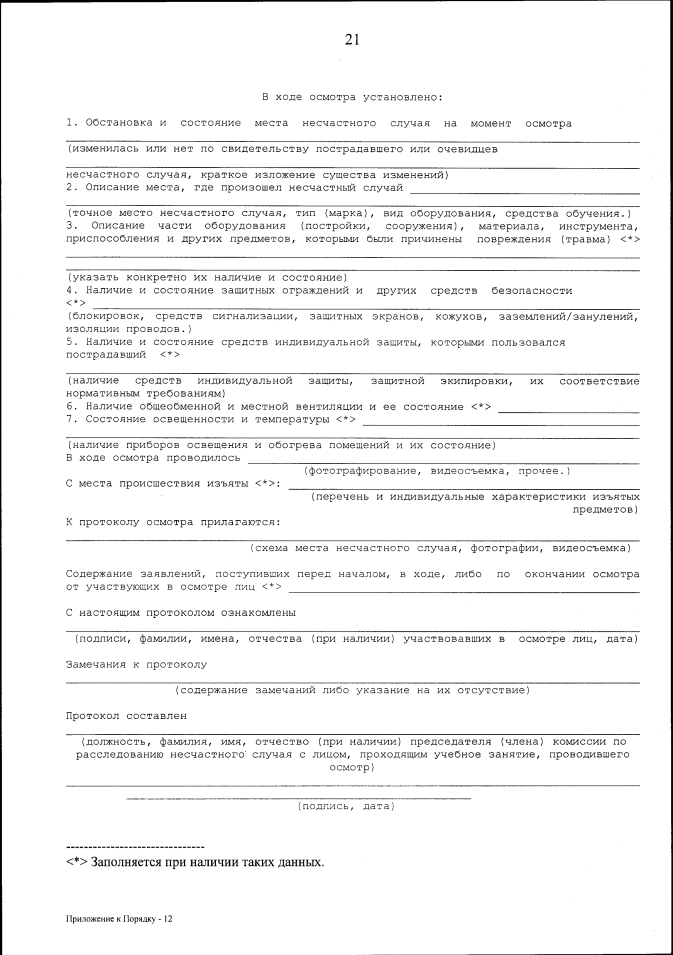 21
В ходе осмотра установлено:
1. Обстановка и состояние места несчастного случая на момент осмотра
(изменилась или нет по свидетельству пострадавшего или очевидцев
несчастного случая, краткое изложение существа изменений)
2. Описание места, где произошел несчастный случай
(точное место несчастного случая, тип (марка), вид оборудования, средства обучения.)
3. Описание части оборудования (постройки, сооружения), материала, инструмента,
приспособления и других предметов, которыми были причинены повреждения (травма) <*>
(указать конкретно их наличие и состояние)
4. Наличие и состояние защитных ограждений и других средств безопасности
<*>
(блокировок, средств сигнализации, защитных экранов, кожухов, заземлений/занулений,
изоляции проводов.)
5. Наличие и состояние средств индивидуальной защиты, которыми пользовался
пострадавший <*>
(наличие средств индивидуальной защиты, защитной экипировки, их соответствие
нормативным требованиям)
6. Наличие общеобменной и местной вентиляции и ее состояние <*>
7. Состояние освещенности и температуры <*>
(наличие приборов освещения и обогрева помещений и их состояние)
В ходе осмотра проводилось
(фотографирование, видеосъемка, прочее.)
С места происшествия изъяты <*>:
(перечень и индивидуальные характеристики изъятых
предметов)
К протоколу осмотра прилагаются:
(схема места несчастного случая, фотографии, видеосъемка)
Содержание заявлений, поступивших перед началом, в ходе, либо по окончании осмотра
от участвующих в осмотре лиц <*>
С настоящим протоколом ознакомлены
(подписи, фамилии, имена, отчества (при наличии) участвовавших в осмотре лиц, дата)
Замечания к протоколу
(содержание замечаний либо указание на их отсутствие)
Протокол составлен
(должность, фамилия, имя, отчество (при наличии) председателя (члена) комиссии по
расследованию несчастного случая с лицом, проходящим учебное занятие, проводившего
осмотр)
(подпись, дата)
-------------------------------
<*> Заполняется при наличии таких данных.
Приложение к Порядку - 12